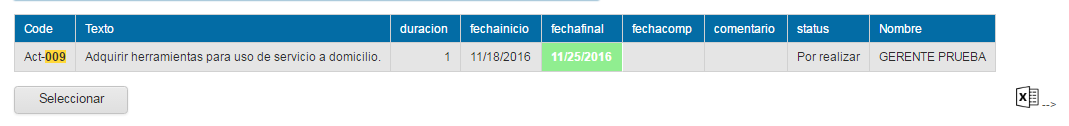 Code Texto duracion fechainicio fechafinal fechacomp comentario status Nombre
Act-009 Adquirir herramientas para uso de servicio a domicilio. 1 11/18/2016 11/25/2016 Por realizar GERENTE PRUEBA
Seleccionar
-->